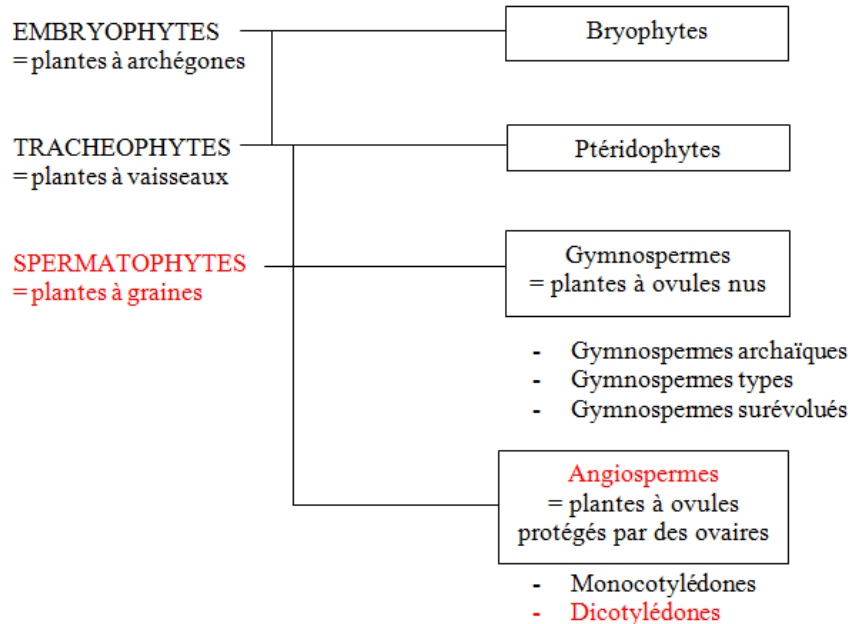 EMBRYOPHYTES
= plantes à archégones
Bryophytes
TRACHEOPHYTES
= plantes à vaisseaux
Ptéridophytes
SPERMATOPHYTES
= plantes à graines
Gymnospermes
= plantes à ovules nus
- Gymnospermes archaïques
- Gymnospermes types
- Gymnospermes surévolués
Angiospermes
= plantes à ovules
protégés par des ovaires
- Monocotylédones
- Dicotylédones